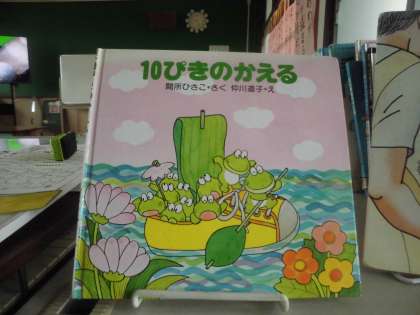 10ぴきのかえる
間所ひさこ・さく 仲川道子・え